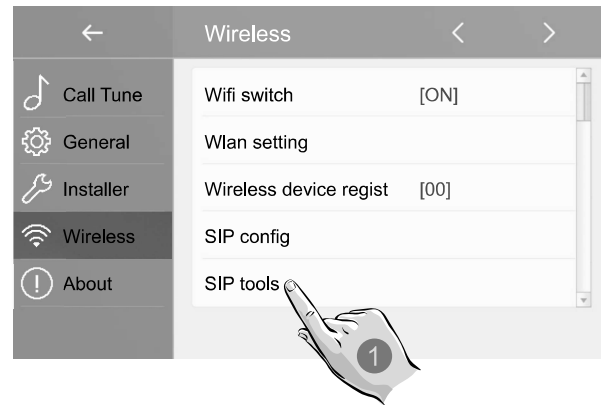 Wireless
Call Tune
General
Installer
Wireless
About
Wifi switch [ON]
Wlan setting
Wireless device regist [00]
SIP config
SIP tools
1